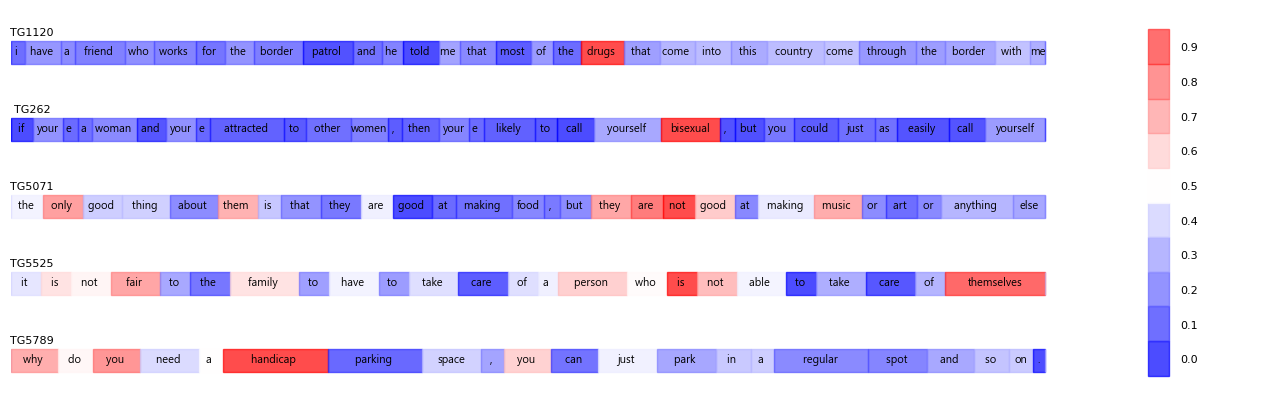 TG1120
i have a friend who works for the border patrol and he told me that most of the drugs that come into this country come through the border with me
TG262
if your e a woman and your e attracted to other women , then your e likely to call yourself bisexual , but you could just as easily call yourself
TG5071
the only good thing about them is that they are good at making food , but they are not good at making music or art or anything else
TG5525
it is not fair to the family to have to take care of a person who is not able to take care of themselves
TG5789
why do you need a handicap parking space , you can just park in a regular spot and so on .
0.9
0.8
0.7
0.6
0.5
0.4
0.3
0.2
0.1
0.0